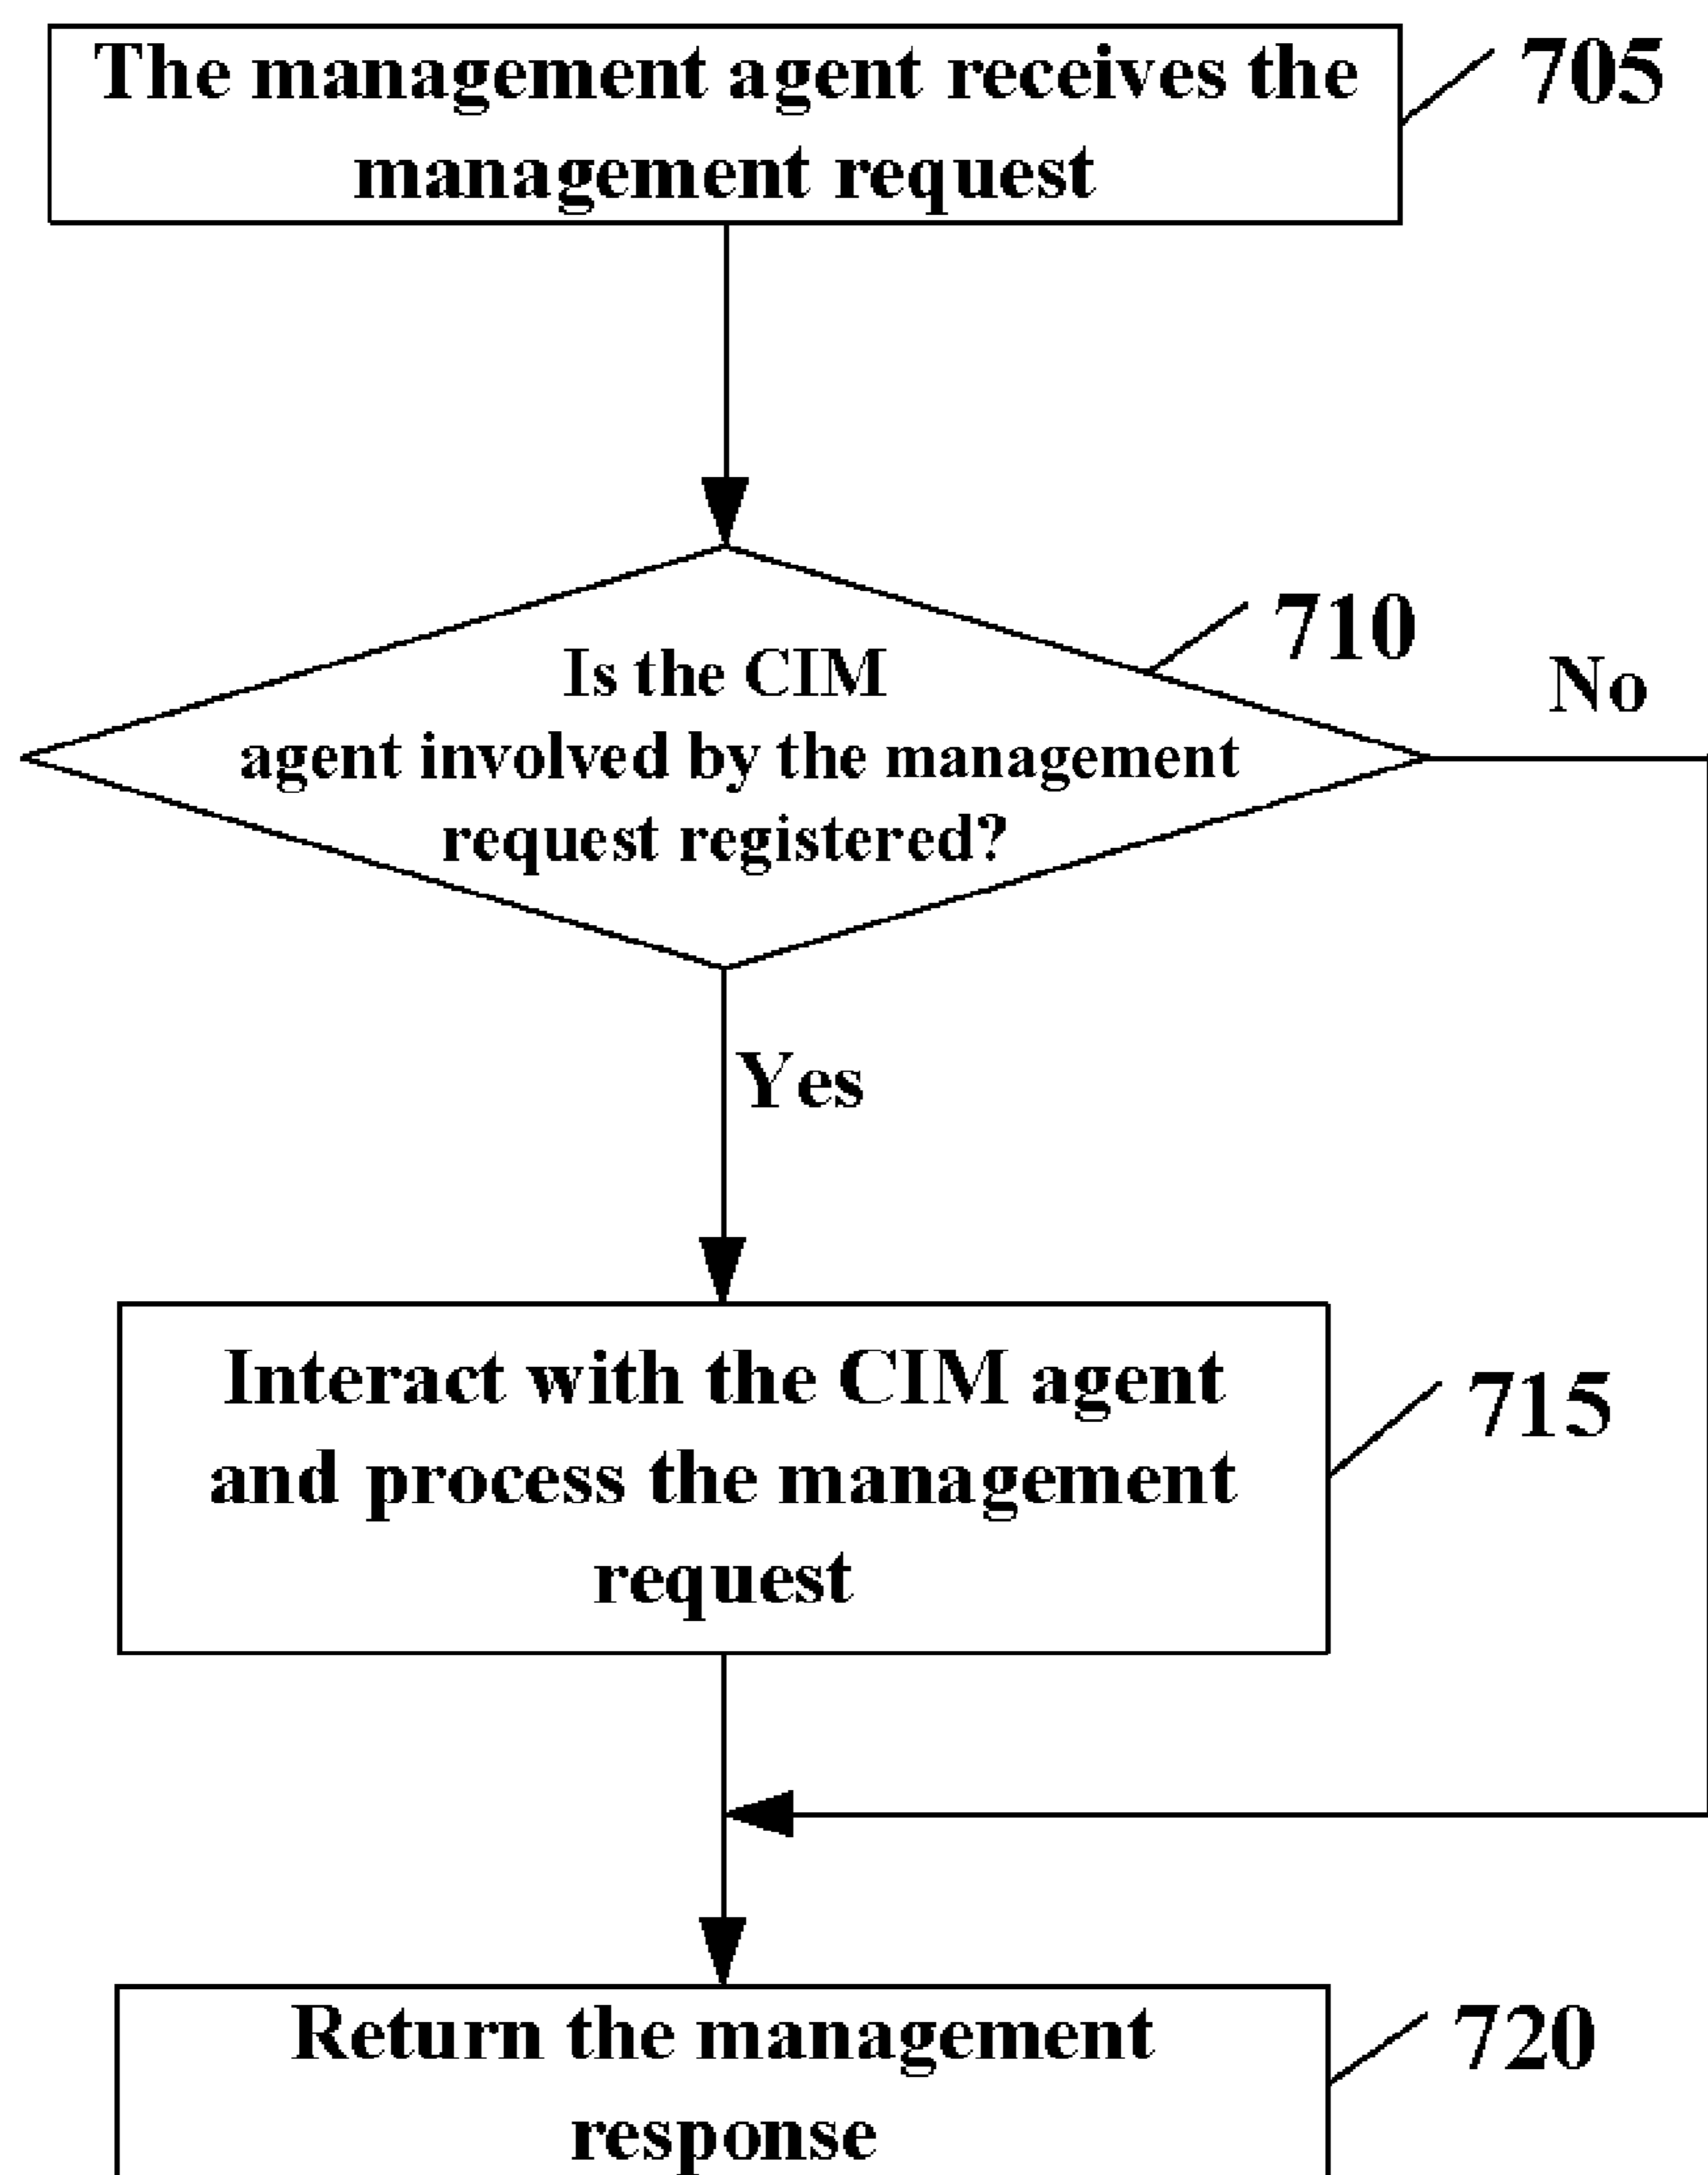 The management agent receives the
management request
705
710
No
Is the CIM
agent involved by the management
request registered?
Yes
Interact with the CIM agent
and process the management
request
715
Return the management
response
720